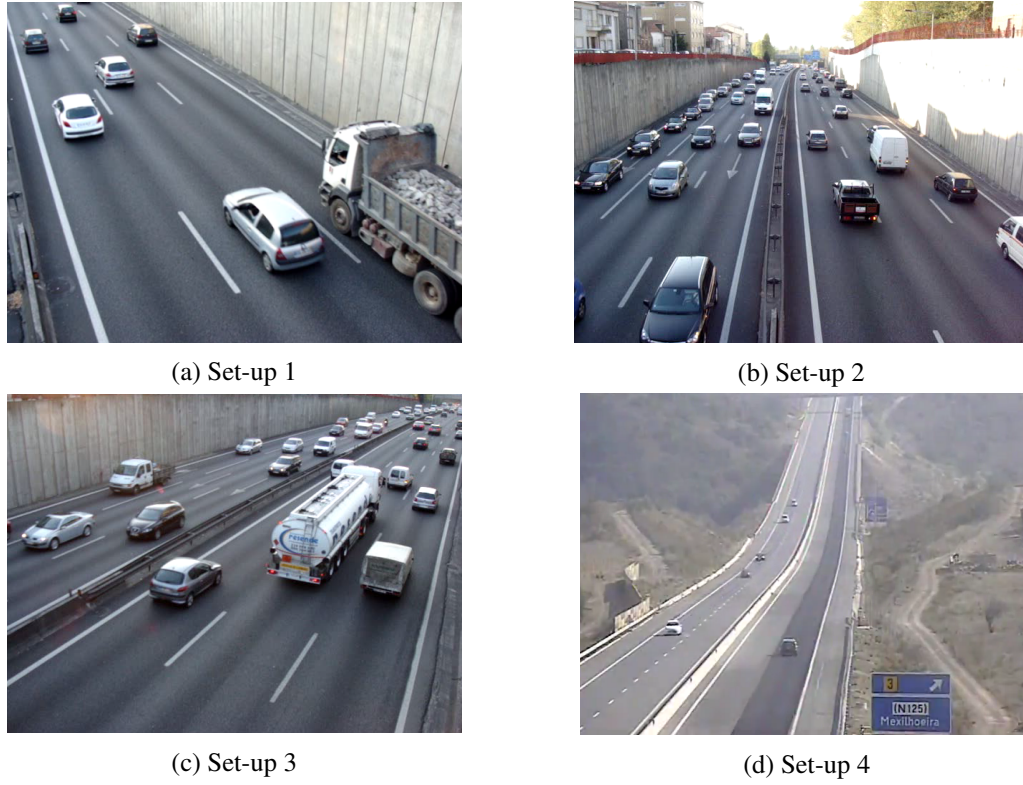 (a) Set-up 1
(b) Set-up 2
(c) Set-up 3
3
(N125)
Mexilhoeira
(d) Set-up 4